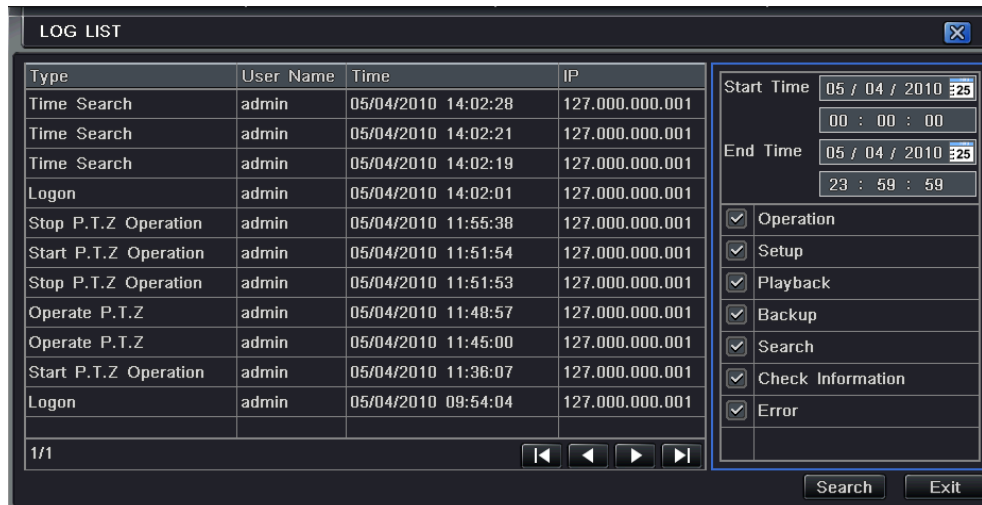 LOG LIST
Type User Name Time IP
Time Search admin 05/04/2010 14:02:28 127.000.000.001
Time Search admin 05/04/2010 14:02:21 127.000.000.001
Time Search admin 05/04/2010 14:02:19 127.000.000.001
Logon admin 05/04/2010 14:02:01 127.000.000.001
Stop P.T.Z Operation admin 05/04/2010 11:55:38 127.000.000.001
Start P.T.Z Operation admin 05/04/2010 11:51:54 127.000.000.001
Stop P.T.Z Operation admin 05/04/2010 11:51:53 127.000.000.001
Operate P.T.Z admin 05/04/2010 11:48:57 127.000.000.001
Operate P.T.Z admin 05/04/2010 11:45:00 127.000.000.001
Start P.T.Z Operation admin 05/04/2010 11:36:07 127.000.000.001
Logon admin 05/04/2010 09:54:04 127.000.000.001
1/1
Start Time 05 / 04 / 2010 25
00 : 00 : 00
End Time 05 / 04 / 2010 25
23 : 59 : 59
Operation
Setup
Playback
Backup
Search
Check Information
Error
Search Exit